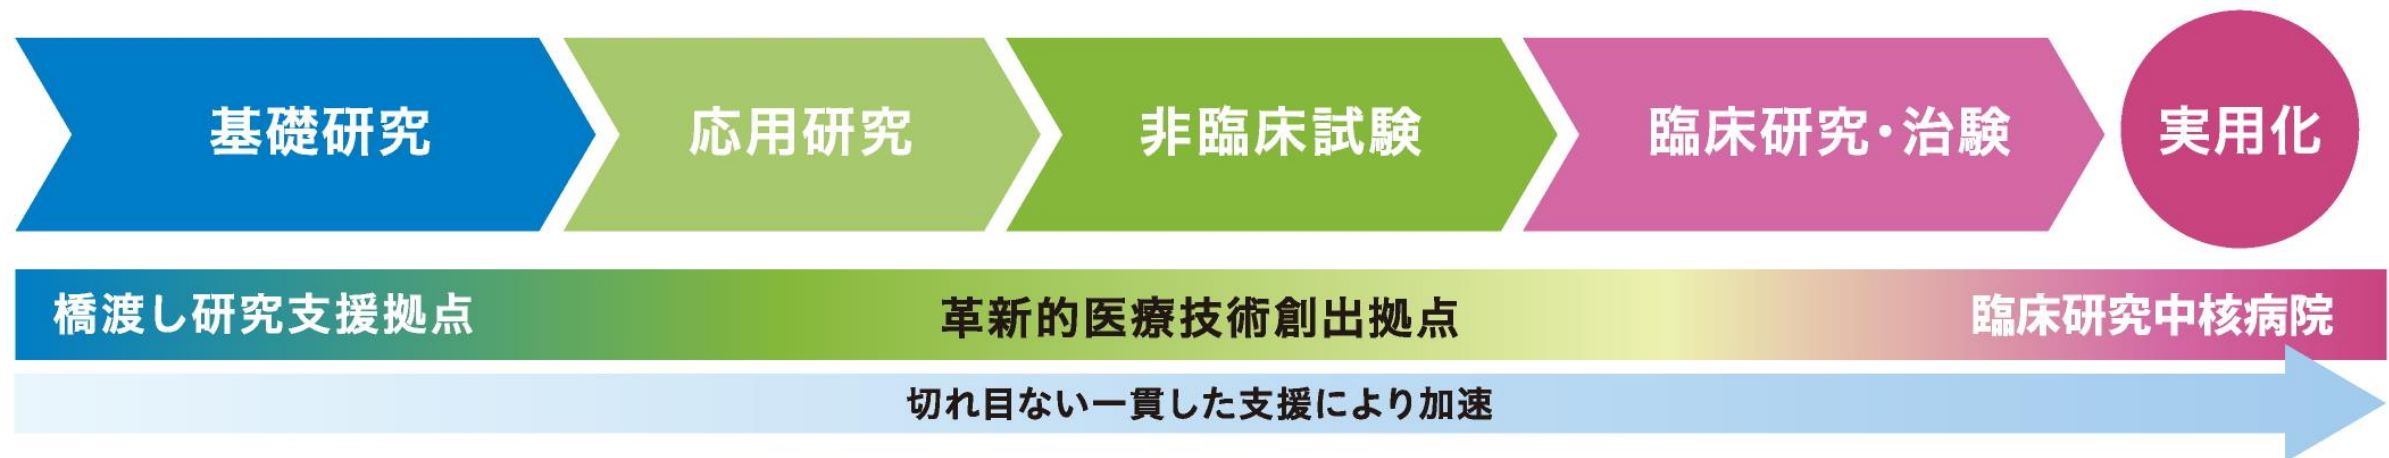 基礎研究
応用研究
非臨床試験
臨床研究・治験
実用化
橋渡し研究支援拠点
革新的医療技術創出拠点
臨床研究中核病院
切れ目ない一貫した支援により加速